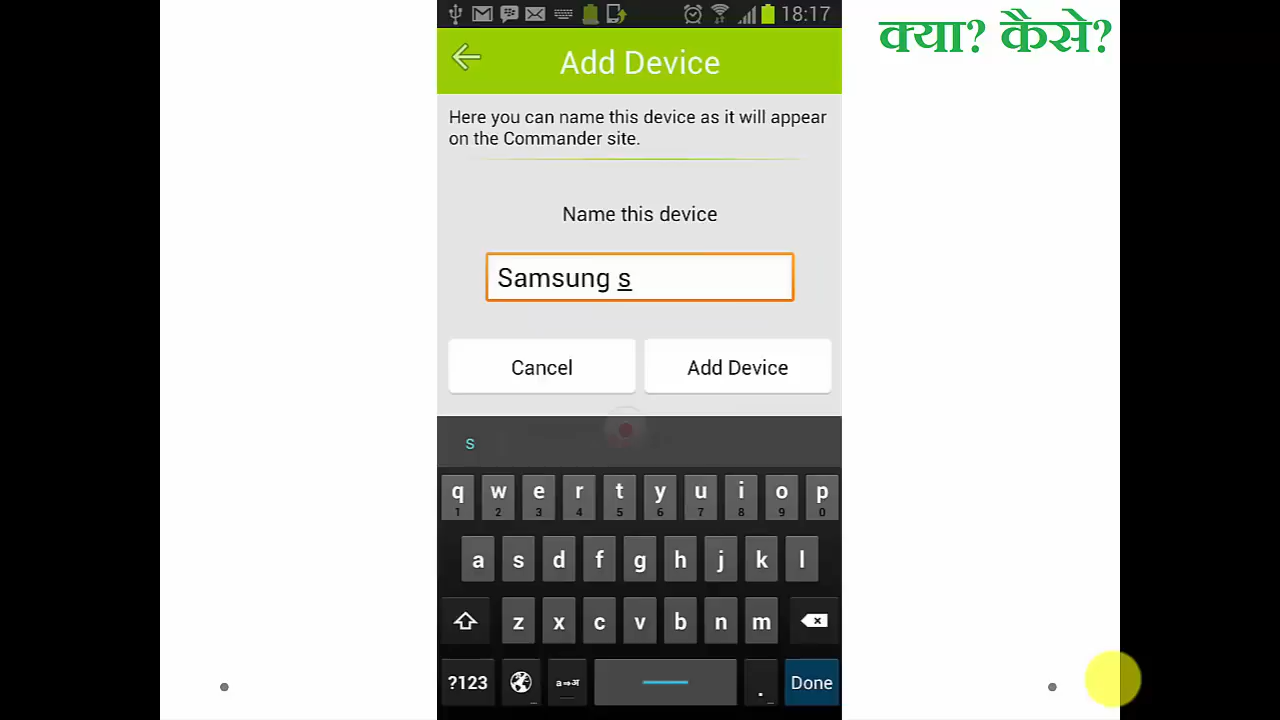 18:17
क्या? कैसे?
Add Device
Here you can name this device as it will appear
on the Commander site.
Name this device
Samsung s
Cancel
Add Device
s
q w e r t y u i o p
1 2 3 4 5 6 7 8 9 0
a s d f g h j k l
z x c v b n m
?123 a⇒अ . Done